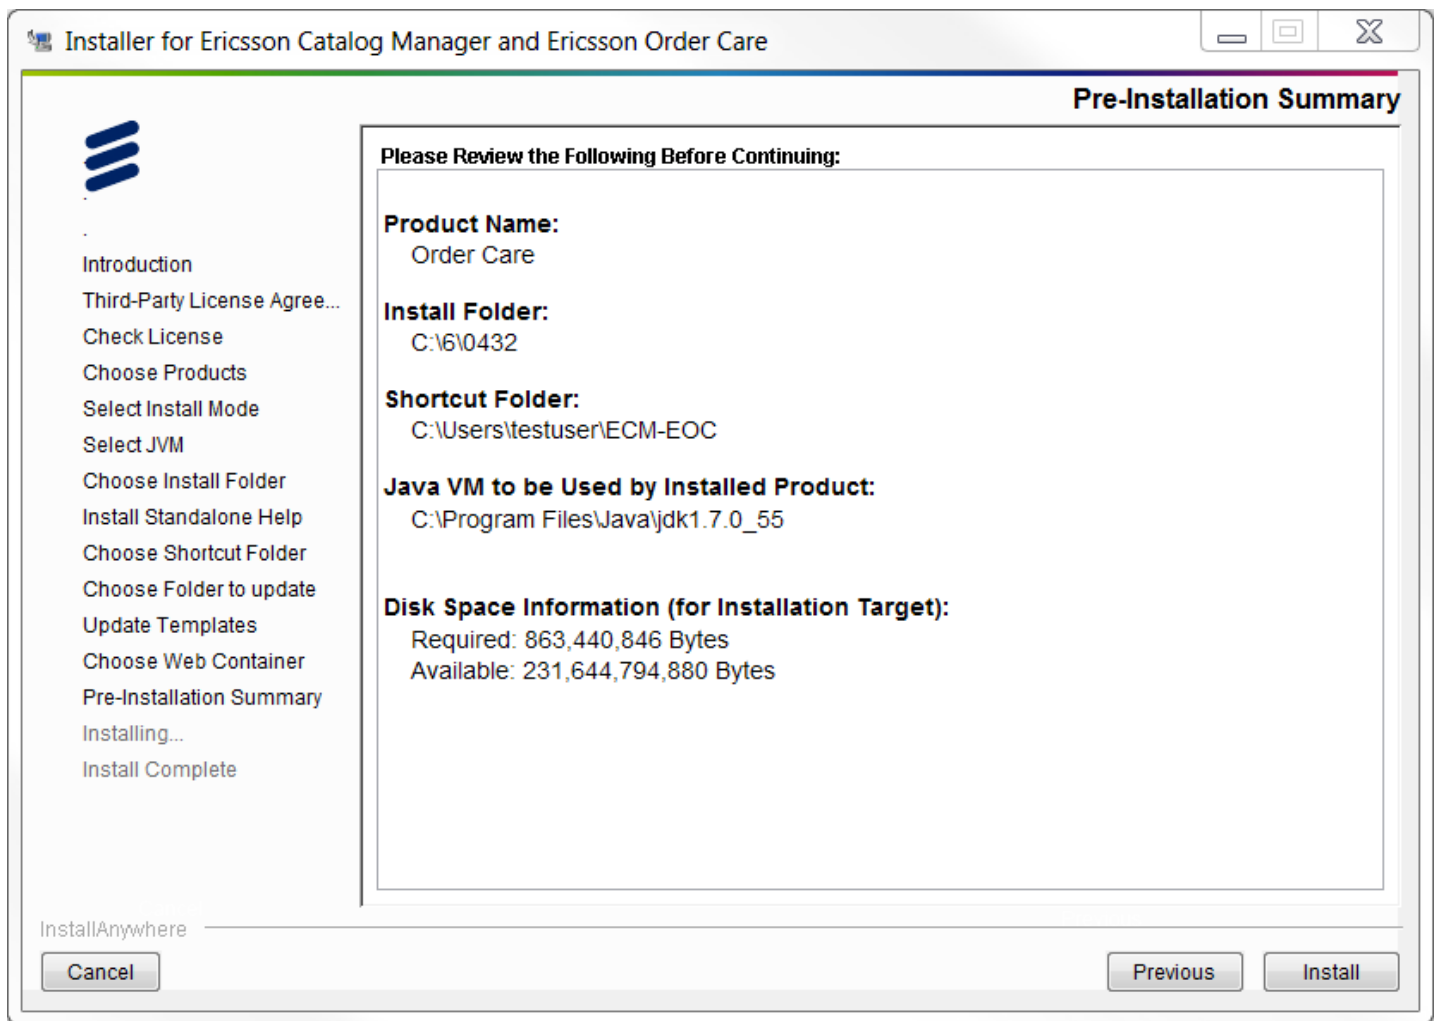 Installer for Ericsson Catalog Manager and Ericsson Order Care
Pre-Installation Summary
.
.
Introduction
Third-Party License Agree...
Check License
Choose Products
Select Install Mode
Select JVM
Choose Install Folder
Install Standalone Help
Choose Shortcut Folder
Choose Folder to update
Update Templates
Choose Web Container
Pre-Installation Summary
Installing...
Install Complete
Please Review the Following Before Continuing:
Product Name:
Order Care
Install Folder:
C:\6\0432
Shortcut Folder:
C:\Users\testuser\ECM-EOC
Java VM to be Used by Installed Product:
C:\Program Files\Java\jdk1.7.0_55
Disk Space Information (for Installation Target):
Required: 863,440,846 Bytes
Available: 231,644,794,880 Bytes
InstallAnywhere
Cancel
Previous
Install